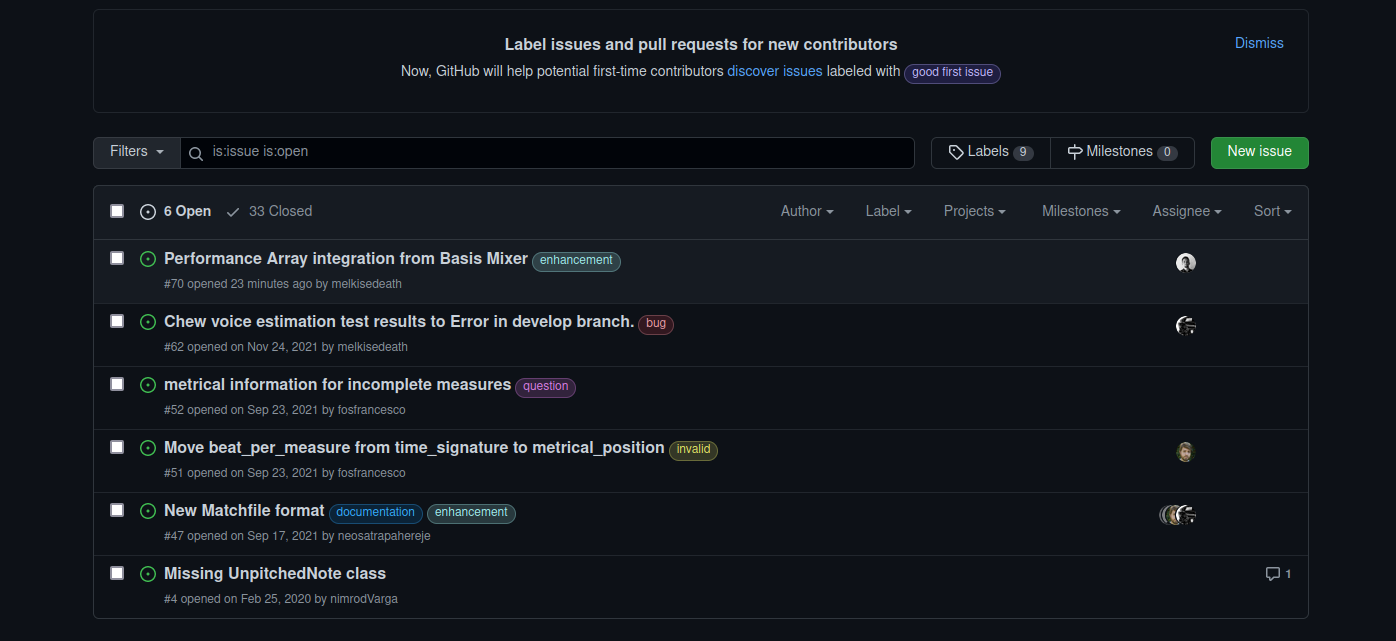 Label issues and pull requests for new contributors
Dismiss
Now, GitHub will help potential first-time contributors discover issues labeled with good first issue
Filters
is:issue is:open
Labels 9
Milestones 0
New issue
6 Open
33 Closed
Author
Label
Projects
Milestones
Assignee
Sort
Performance Array integration from Basis Mixer enhancement
#70 opened 23 minutes ago by melkisedeath
Chew voice estimation test results to Error in develop branch. bug
#62 opened on Nov 24, 2021 by melkisedeath
metrical information for incomplete measures question
#52 opened on Sep 23, 2021 by fosfrancesco
Move beat_per_measure from time_signature to metrical_position invalid
#51 opened on Sep 23, 2021 by fosfrancesco
New Matchfile format documentation enhancement
#47 opened on Sep 17, 2021 by neosatrapahereje
Missing UnpitchedNote class
1
#4 opened on Feb 25, 2020 by nimrodVarga